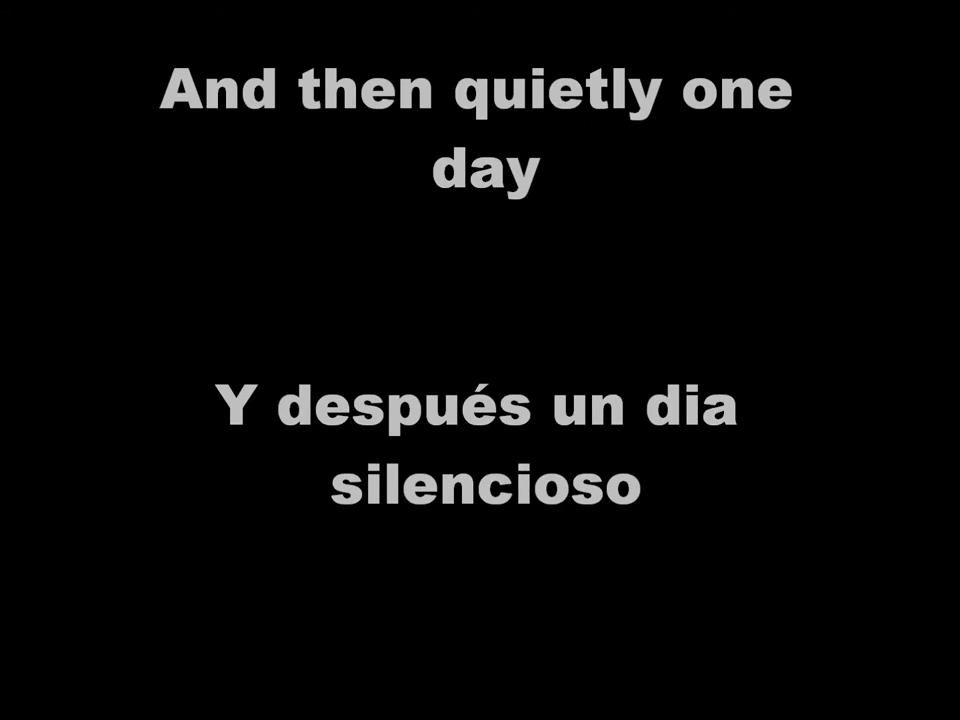 And then quietly one
day
Y después un dia
silencioso